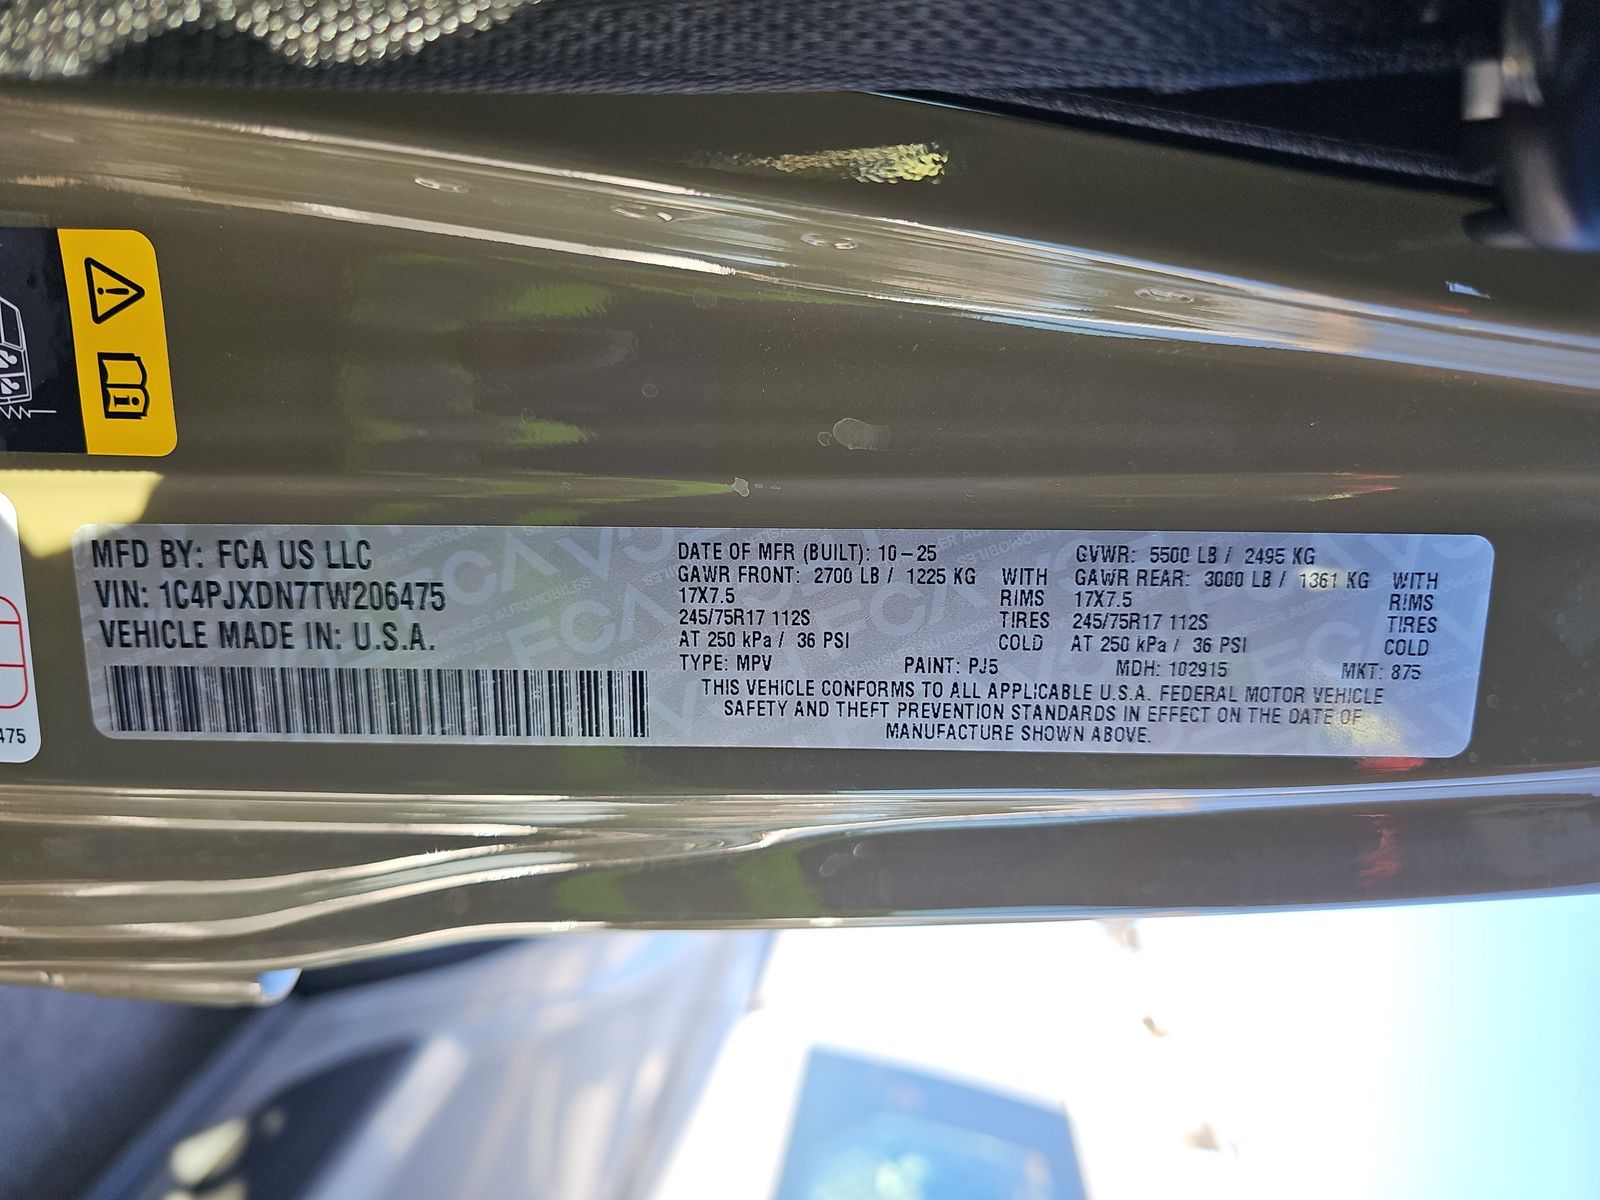 MFD BY: FCA US LLC
VIN: 1C4PJXDN7TW206475
VEHICLE MADE IN: U.S.A.
DATE OF MFR (BUILT): 10-25 GVWR: 5500 LB / 2495 KG
GAWR FRONT: 2700 LB / 1225 KG WITH GAWR REAR: 3000 LB / 1361 KG WITH
17X7.5 RIMS 17X7.5 RIMS
245/75R17 112S TIRES 245/75R17 112S TIRES
AT 250 kPa / 36 PSI COLD AT 250 kPa / 36 PSI COLD
TYPE: MPV PAINT: PJ5 MDH: 102915 MKT: 875
THIS VEHICLE CONFORMS TO ALL APPLICABLE U.S.A. FEDERAL MOTOR VEHICLE
SAFETY AND THEFT PREVENTION STANDARDS IN EFFECT ON THE DATE OF
MANUFACTURE SHOWN ABOVE.
475